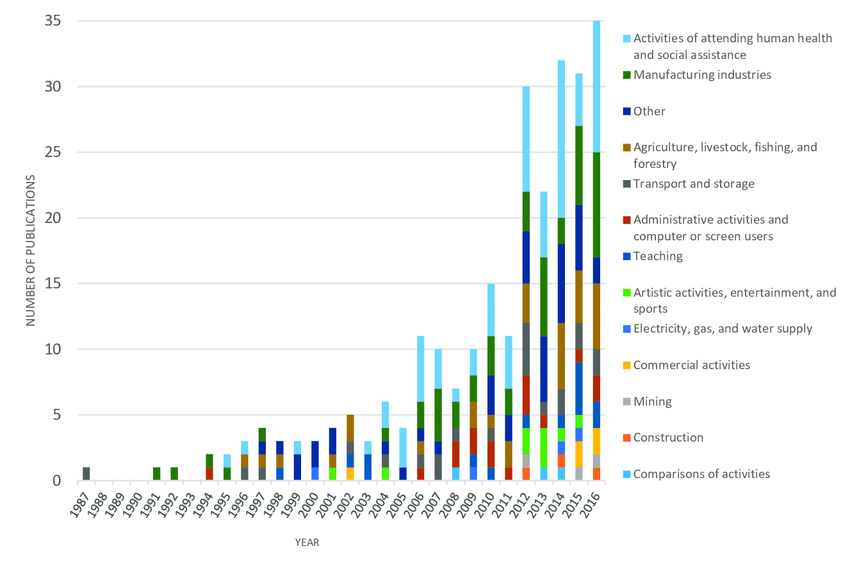 35
30
25
20
15
10
5
0
NUMBER OF PUBLICATIONS
1987
1988
1989
1990
1991
1992
1993
1994
1995
1996
1997
1998
1999
2000
2001
2002
2003
2004
2005
2006
2007
2008
2009
2010
2011
2012
2013
2014
2015
2016
YEAR
Activities of attending human health
and social assistance
Manufacturing industries
Other
Agriculture, livestock, fishing, and
forestry
Transport and storage
Administrative activities and
computer or screen users
Teaching
Artistic activities, entertainment, and
sports
Electricity, gas, and water supply
Commercial activities
Mining
Construction
Comparisons of activities